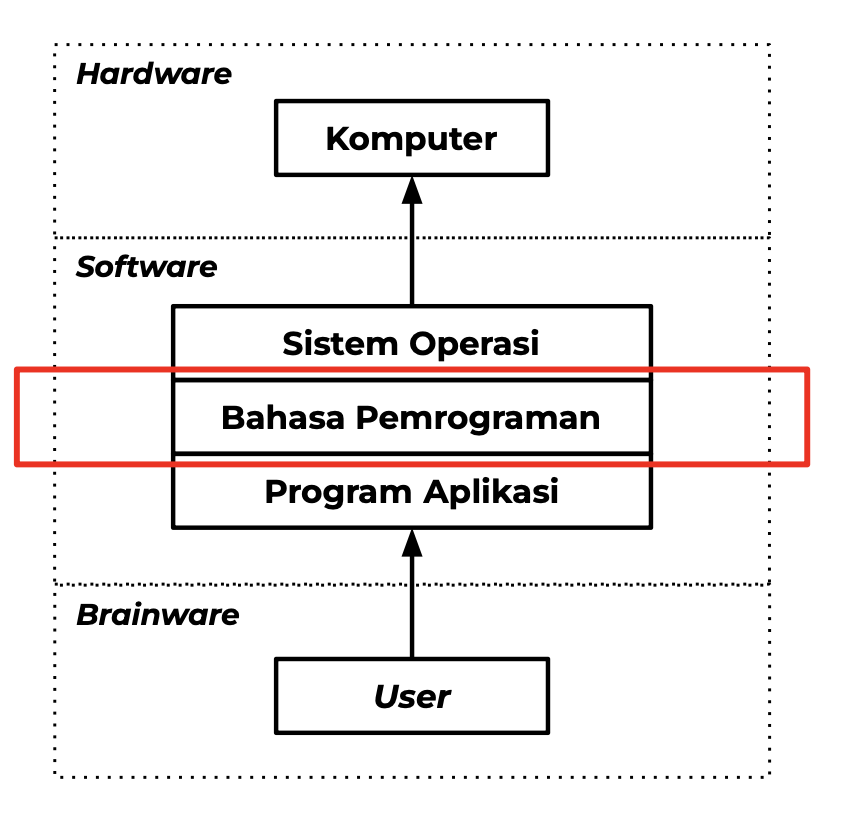 Hardware
Komputer
Software
Sistem Operasi
Bahasa Pemrograman
Program Aplikasi
Brainware
User